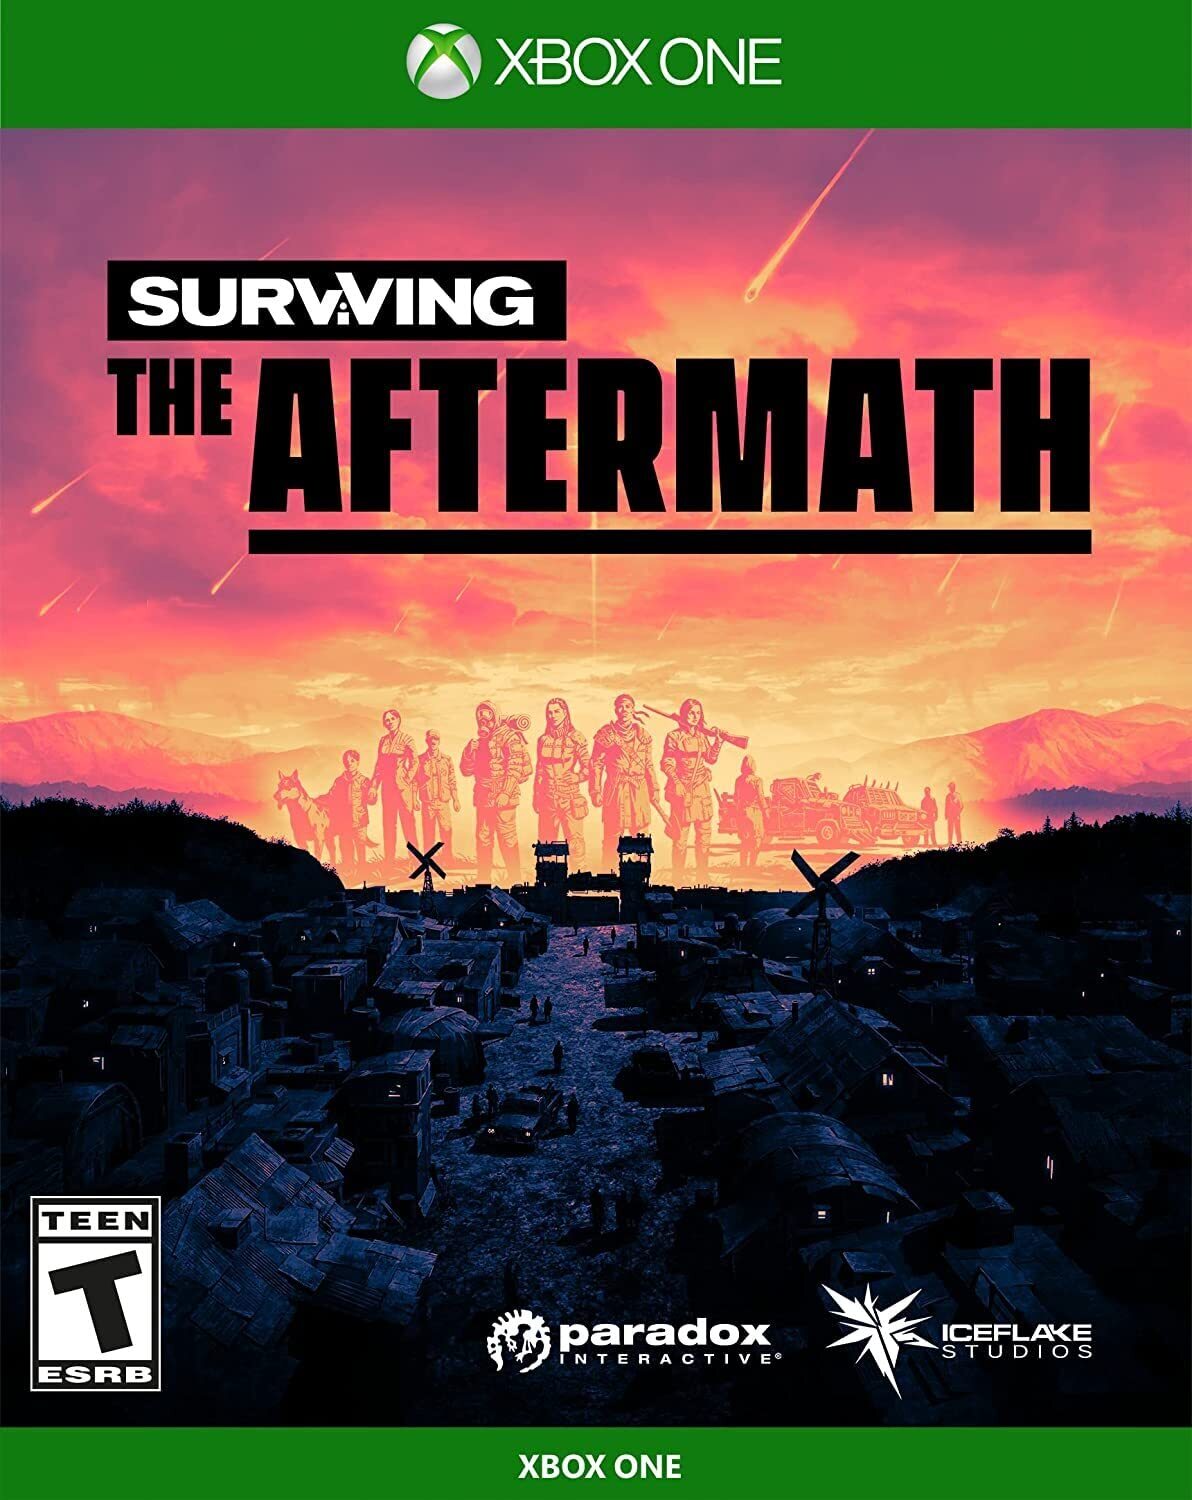 XBOX ONE
SURViVING
THE AFTERMATH
TEEN
T
ESRB
paradox
INTERACTIVE®
ICEFLAKE
STUDIOS
XBOX ONE